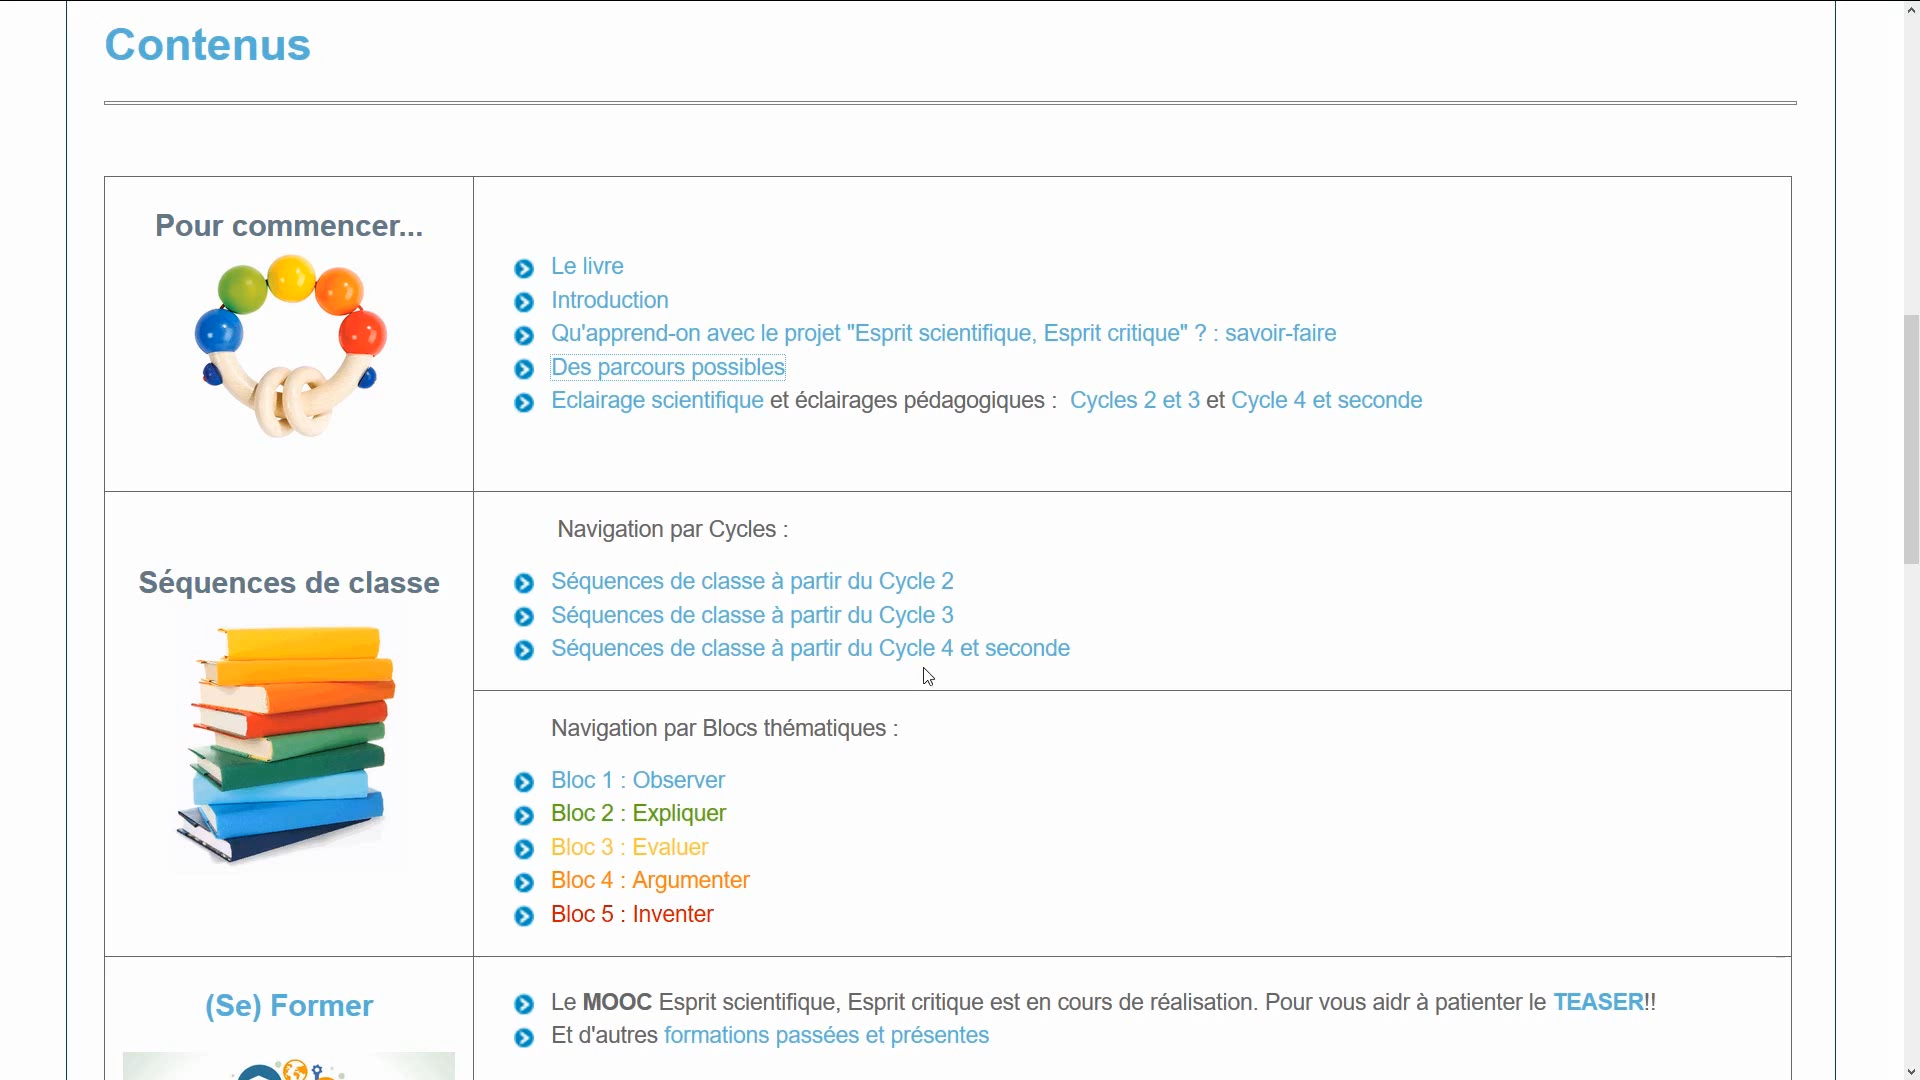 Contenus
Pour commencer...
Le livre
Introduction
Qu'apprend-on avec le projet "Esprit scientifique, Esprit critique" ? : savoir-faire
Des parcours possibles
Eclairage scientifique et éclairages pédagogiques : Cycles 2 et 3 et Cycle 4 et seconde
Séquences de classe
Navigation par Cycles :
Séquences de classe à partir du Cycle 2
Séquences de classe à partir du Cycle 3
Séquences de classe à partir du Cycle 4 et seconde
Navigation par Blocs thématiques :
Bloc 1 : Observer
Bloc 2 : Expliquer
Bloc 3 : Evaluer
Bloc 4 : Argumenter
Bloc 5 : Inventer
(Se) Former
Le MOOC Esprit scientifique, Esprit critique est en cours de réalisation. Pour vous aidr à patienter le TEASER!!
Et d'autres formations passées et présentes